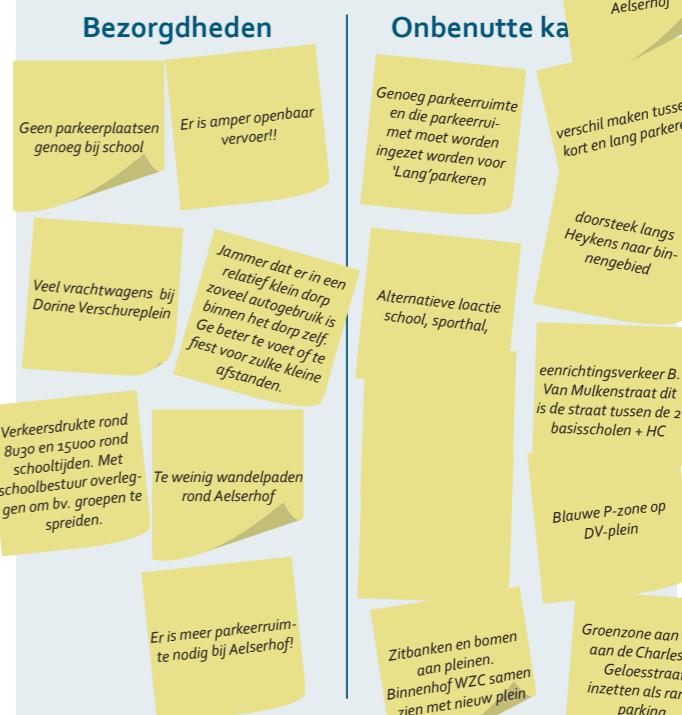 Bezorgdheden
Geen parkeerplaatsen
genoeg bij school
Er is amper openbaar
vervoer!!
Veel vrachtwagens bij
Dorine Verschureplein
Jammer dat er in een
relatief klein dorp
zoveel autogebruik is
binnen het dorp zelf.
Ge beter te voet of te
fiest voor zulke kleine
afstanden.
Verkeersdrukte rond
8u30 en 15u00 rond
schooltijden. Met
schoolbestuur overleg-
gen om bv. groepen te
spreiden.
Te weinig wandelpaden
rond Aelserhof
Er is meer parkeerruim-
te nodig bij Aelserhof!
Onbenutte ka
Aelserhof
Genoeg parkeerruimte
en die parkeerrui-
met moet worden
ingezet worden voor
'Lang'parkeren
verschil maken tusse
kort en lang parkere
doorsteek langs
Heykens naar bin-
nengebied
Alternatieve loactie
school, sporthal,
eenrichtingsverkeer B.
Van Mulkenstraat dit
is de straat tussen de 2
basisscholen + HC
Blauwe P-zone op
DV-plein
Zitbanken en bomen
aan pleinen.
Binnenhof WZC samen
zien met nieuw plein
Groenzone aan
aan de Charles
Geloesstraat
inzetten als ran
parking